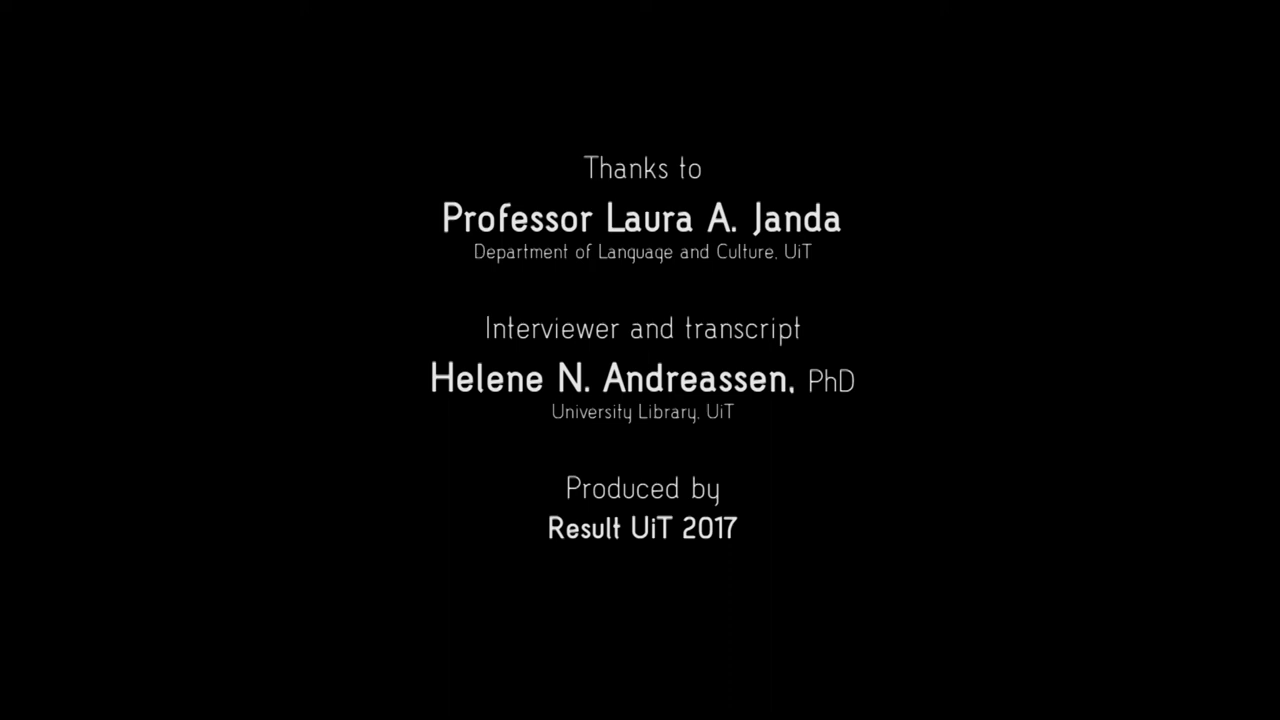 Thanks to
Professor Laura A. Janda
Department of Language and Culture, UiT
Interviewer and transcript
Helene N. Andreassen, PhD
University Library, UiT
Produced by
Result UiT 2017